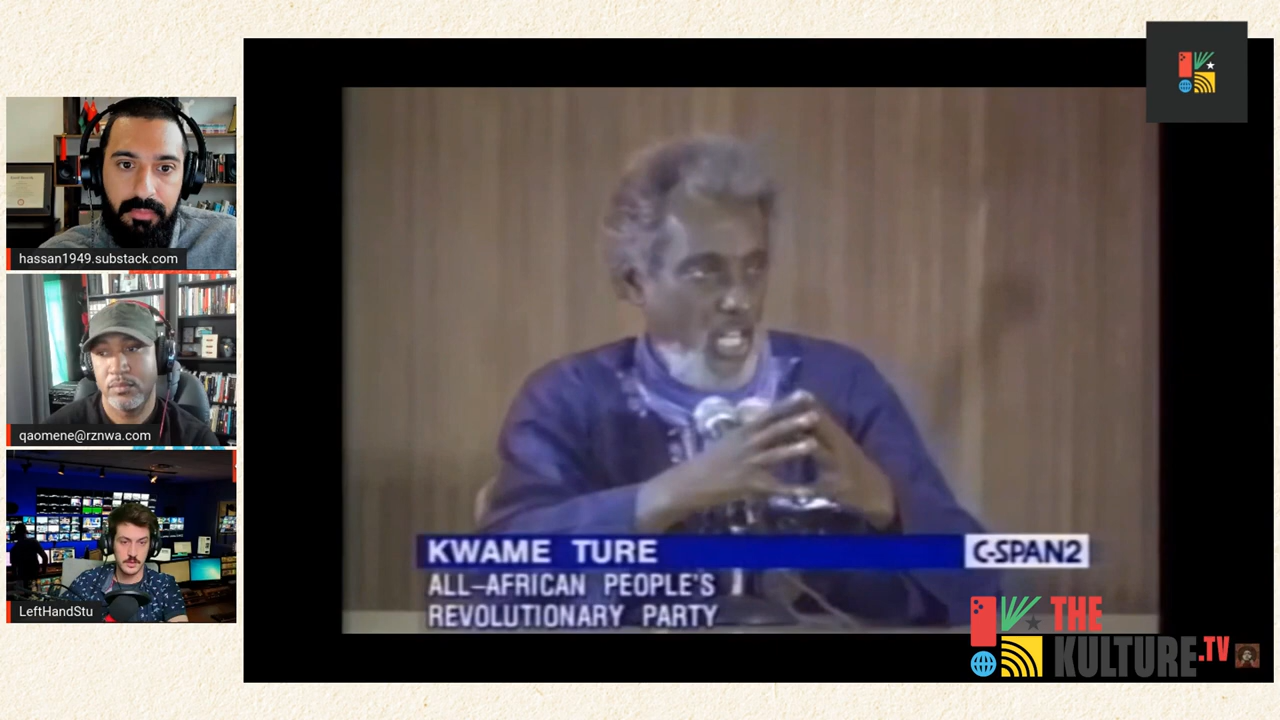 hassan1949.substack.com
qaomene@rznwa.com
LeftHandStu
KWAME TURE
C-SPAN2
ALL-AFRICAN PEOPLE'S
REVOLUTIONARY PARTY
THE
KULTURE.TV